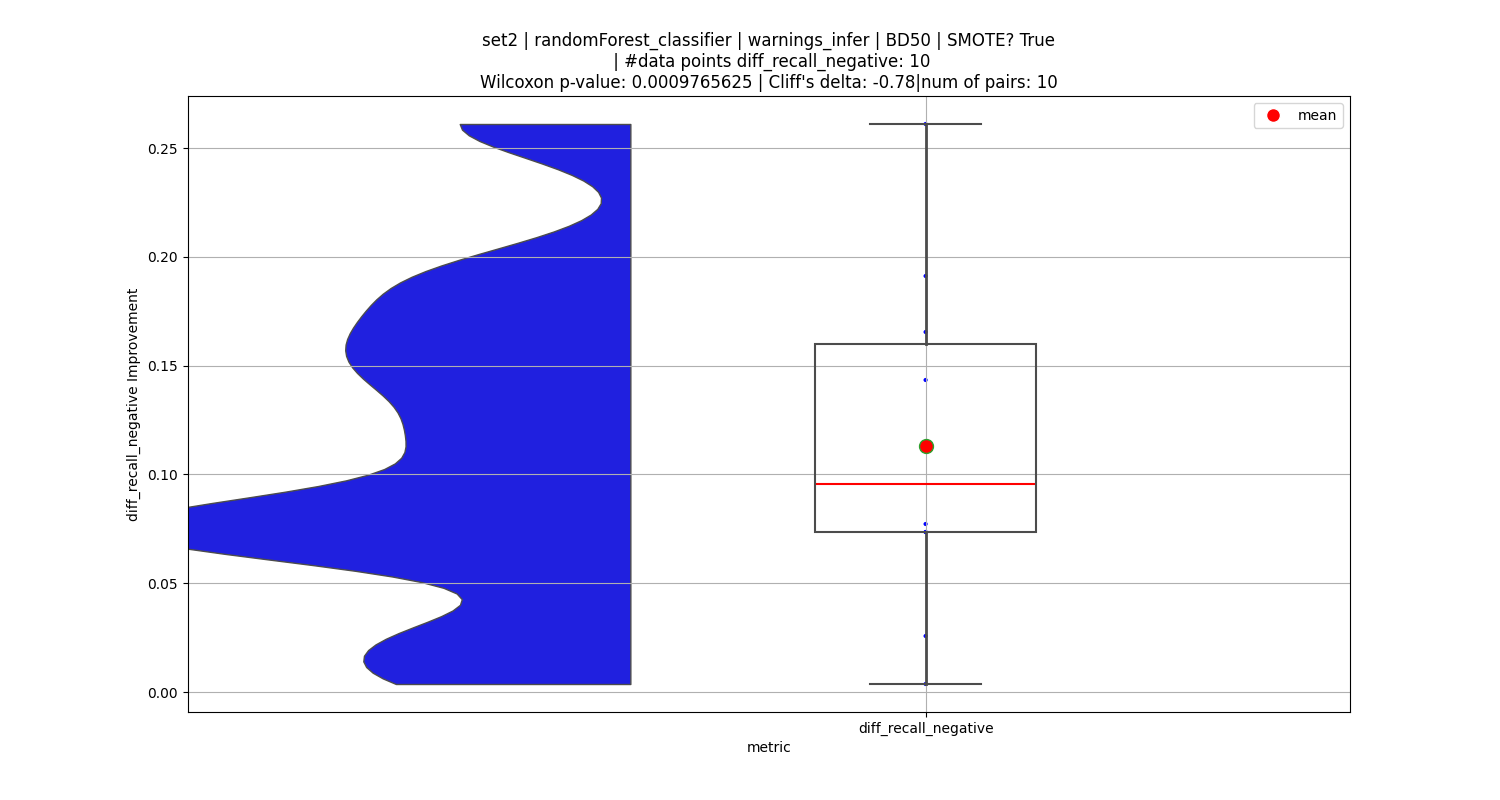 set2 | randomForest_classifier | warnings_infer | BD50 | SMOTE? True
| #data points diff_recall_negative: 10
Wilcoxon p-value: 0.0009765625 | Cliff's delta: -0.78|num of pairs: 10
mean
0.25
0.20
0.15
0.10
0.05
0.00
diff_recall_negative Improvement
diff_recall_negative
metric